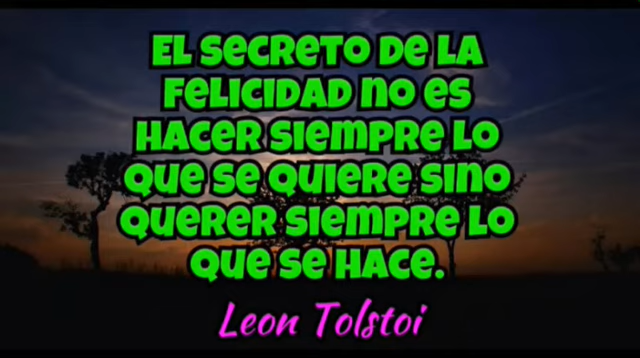 El secreto de la
felicidad no es
hacer siempre lo
que se quiere sino
querer siempre lo
que se hace.
Leon Tolstoi